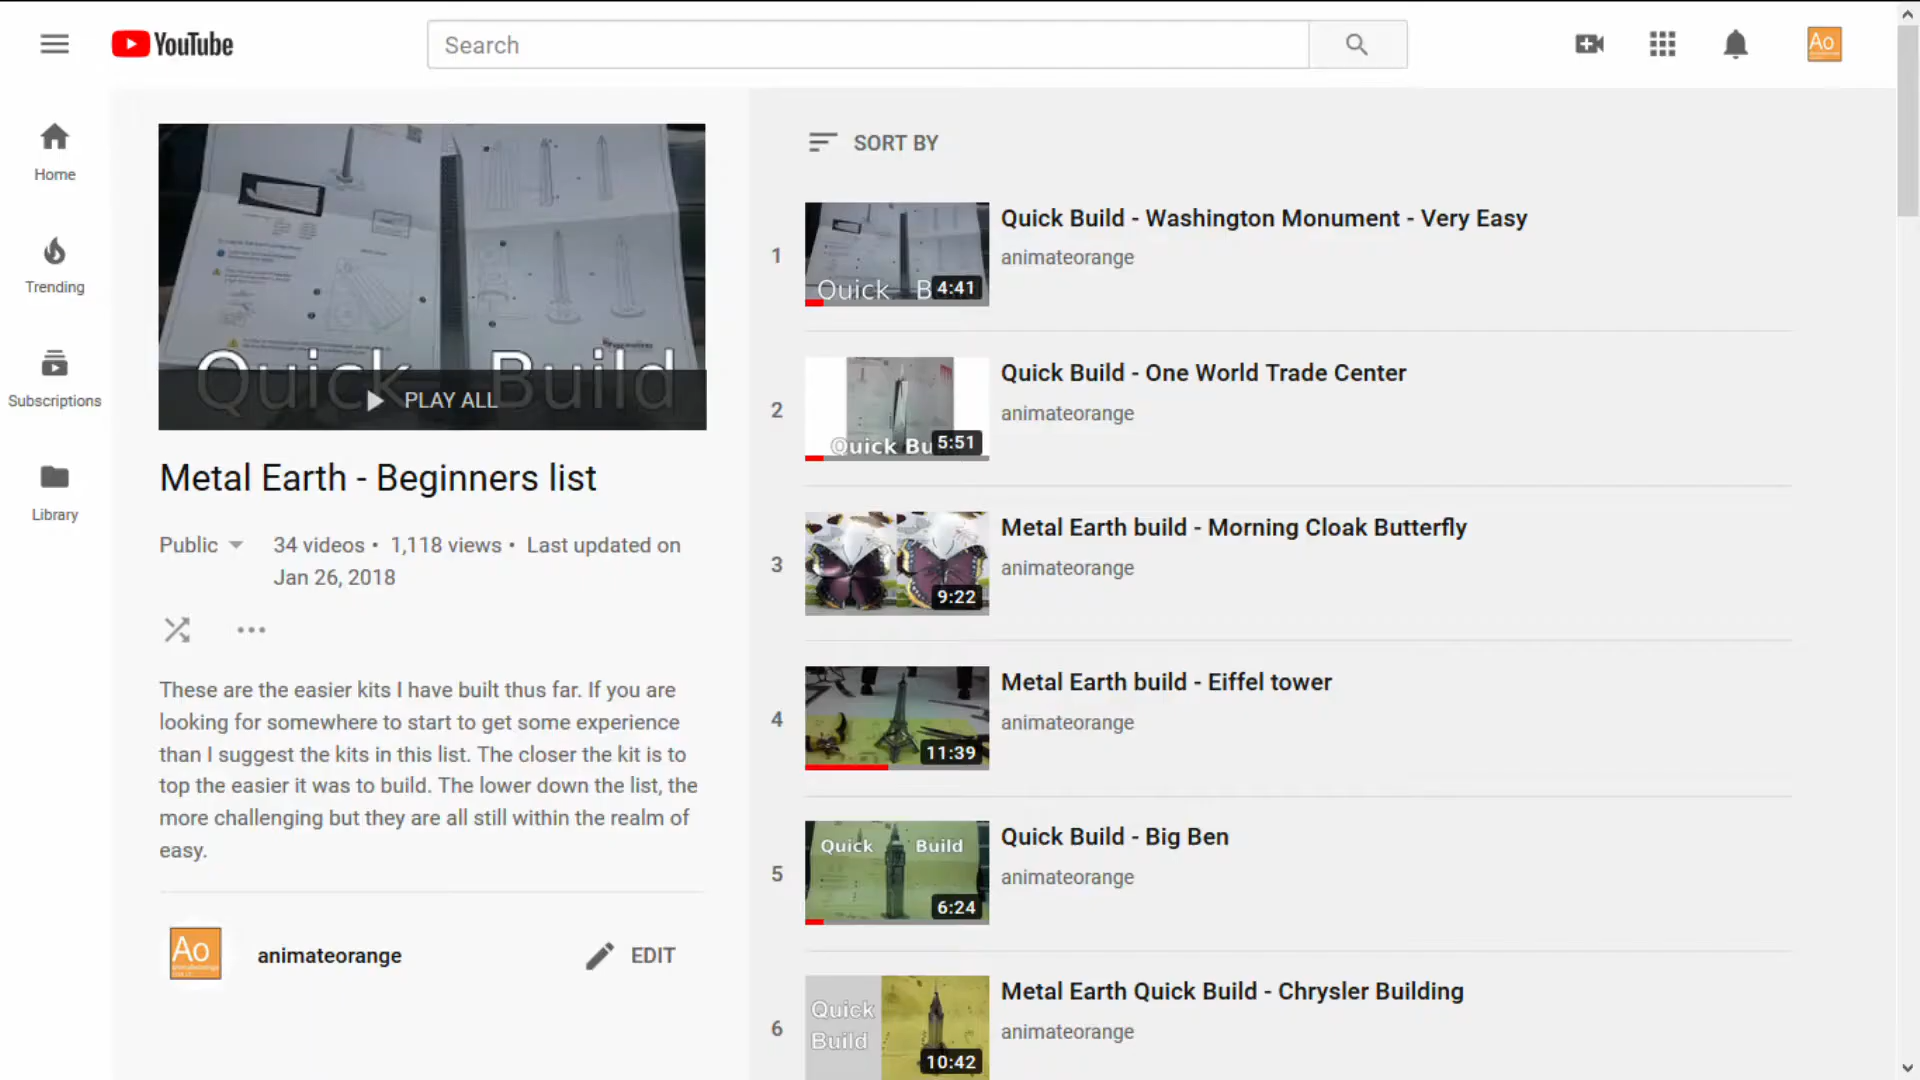 YouTube
Search
Ao
Home
Trending
Subscriptions
Library
Quick Build
PLAY ALL
Metal Earth - Beginners list
Public
34 videos • 1,118 views • Last updated on
Jan 26, 2018
These are the easier kits I have built thus far. If you are
looking for somewhere to start to get some experience
than I suggest the kits in this list. The closer the kit is to
top the easier it was to build. The lower down the list, the
more challenging but they are all still within the realm of
easy.
Ao
animateorange
EDIT
SORT BY
1
Quick B
4:41
Quick Build - Washington Monument - Very Easy
animateorange
2
Quick Bu
5:51
Quick Build - One World Trade Center
animateorange
3
9:22
Metal Earth build - Morning Cloak Butterfly
animateorange
4
11:39
Metal Earth build - Eiffel tower
animateorange
5
Quick Build
6:24
Quick Build - Big Ben
animateorange
6
Quick
Build
10:42
Metal Earth Quick Build - Chrysler Building
animateorange